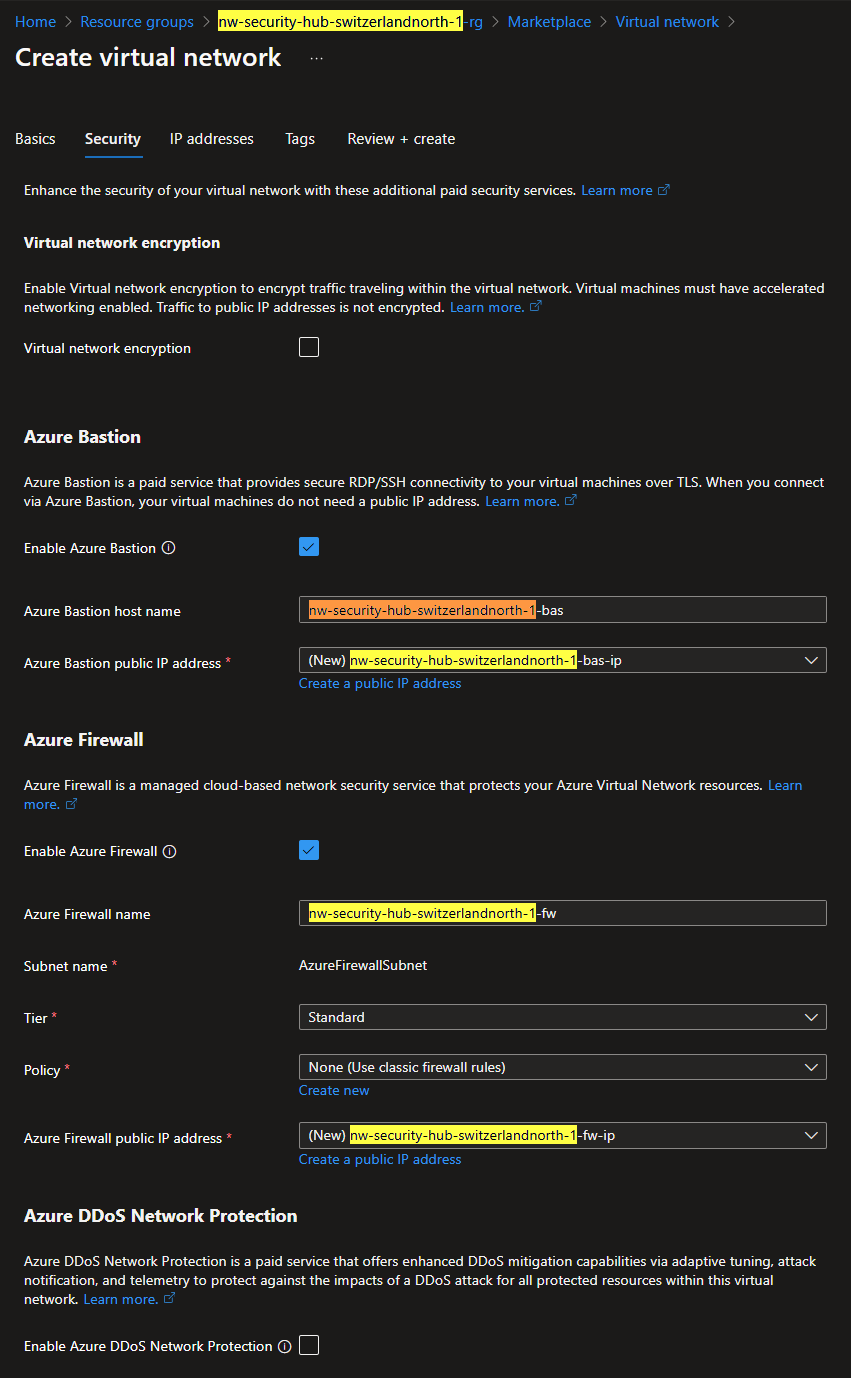 Home > Resource groups > nw-security-hub-switzerlandnorth-1-rg > Marketplace > Virtual network >
Create virtual network ...
Basics Security IP addresses Tags Review + create
Enhance the security of your virtual network with these additional paid security services. Learn more
Virtual network encryption
Enable Virtual network encryption to encrypt traffic traveling within the virtual network. Virtual machines must have accelerated
networking enabled. Traffic to public IP addresses is not encrypted. Learn more.
Virtual network encryption
Azure Bastion
Azure Bastion is a paid service that provides secure RDP/SSH connectivity to your virtual machines over TLS. When you connect
via Azure Bastion, your virtual machines do not need a public IP address. Learn more.
Enable Azure Bastion
Azure Bastion host name nw-security-hub-switzerlandnorth-1-bas
Azure Bastion public IP address * (New) nw-security-hub-switzerlandnorth-1-bas-ip
Create a public IP address
Azure Firewall
Azure Firewall is a managed cloud-based network security service that protects your Azure Virtual Network resources. Learn
more.
Enable Azure Firewall
Azure Firewall name nw-security-hub-switzerlandnorth-1-fw
Subnet name * AzureFirewallSubnet
Tier * Standard
Policy * None (Use classic firewall rules)
Create new
Azure Firewall public IP address * (New) nw-security-hub-switzerlandnorth-1-fw-ip
Create a public IP address
Azure DDoS Network Protection
Azure DDoS Network Protection is a paid service that offers enhanced DDoS mitigation capabilities via adaptive tuning, attack
notification, and telemetry to protect against the impacts of a DDoS attack for all protected resources within this virtual
network. Learn more.
Enable Azure DDoS Network Protection